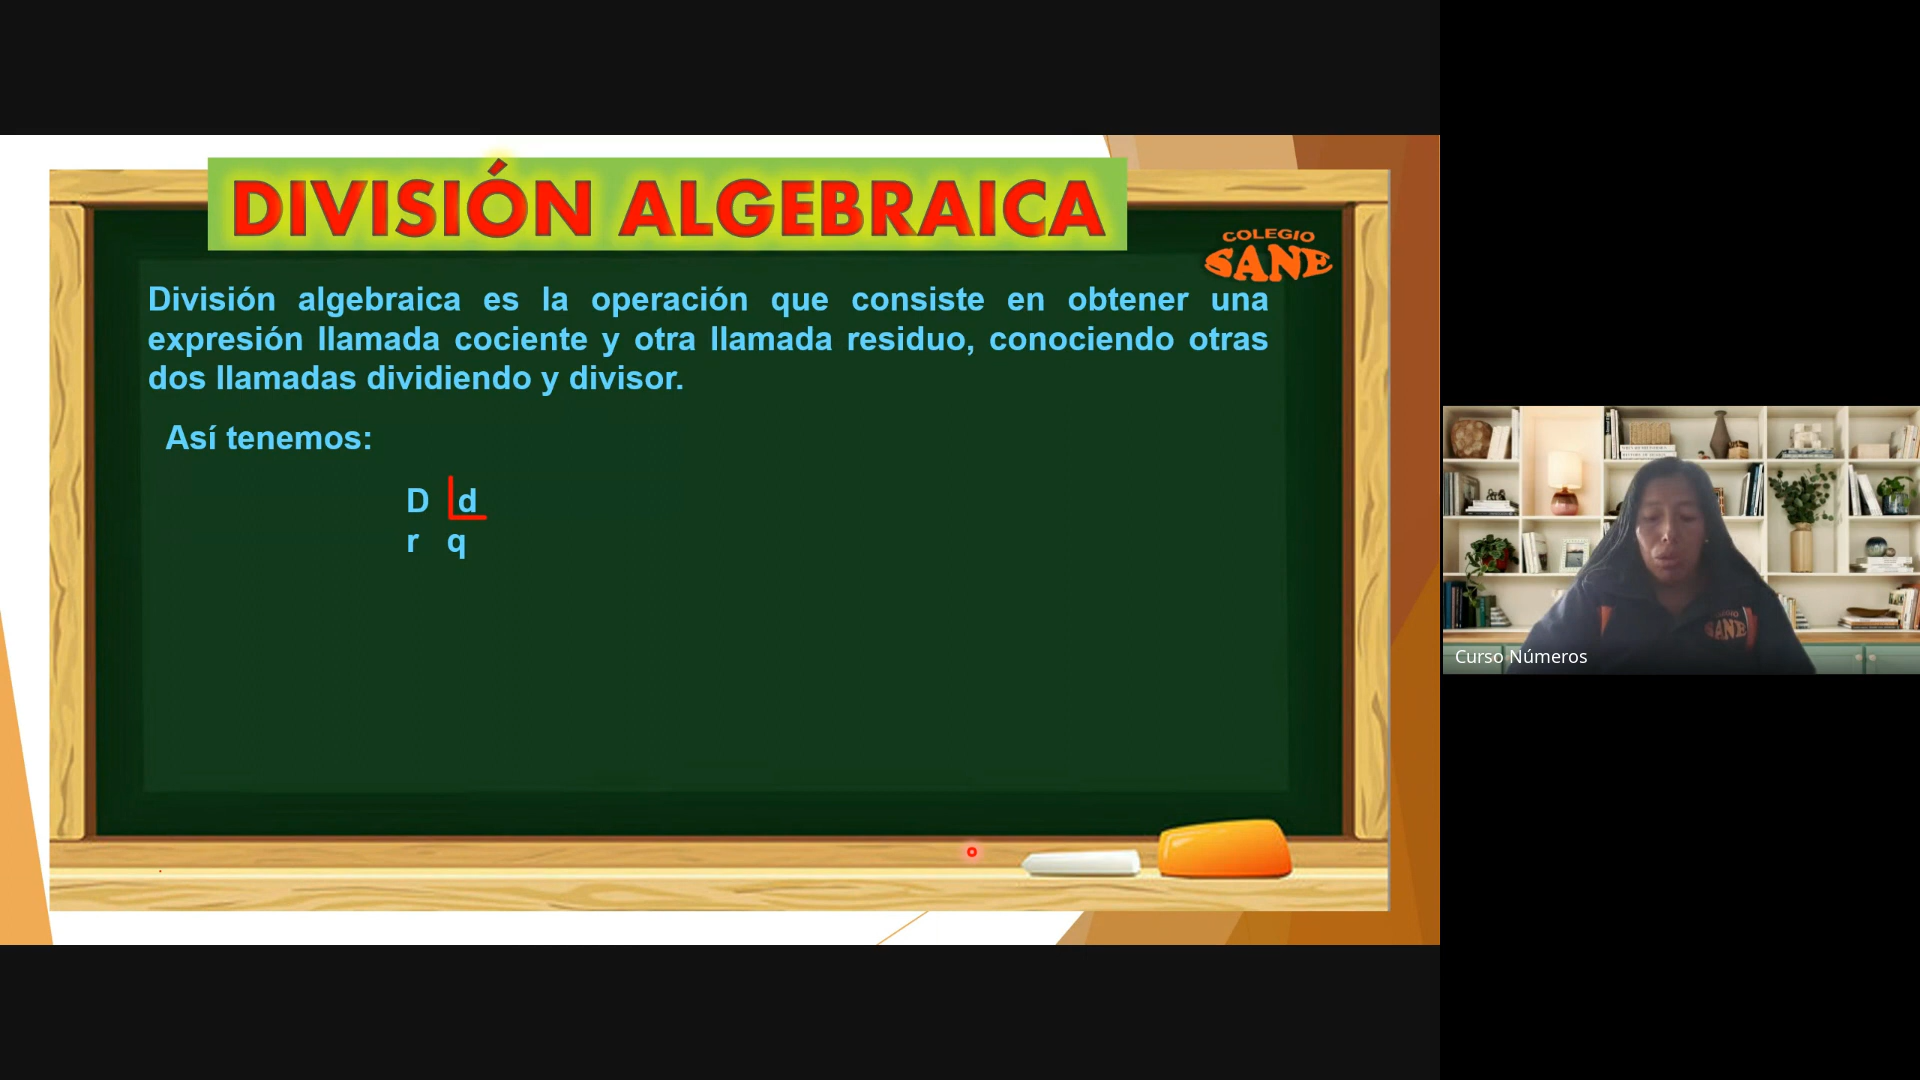 DIVISIÓN ALGEBRAICA
COLEGIO
SANE
División algebraica es la operación que consiste en obtener una
expresión llamada cociente y otra llamada residuo, conociendo otras
dos llamadas dividiendo y divisor.
Así tenemos:
D d
r q
SANE
Curso Números